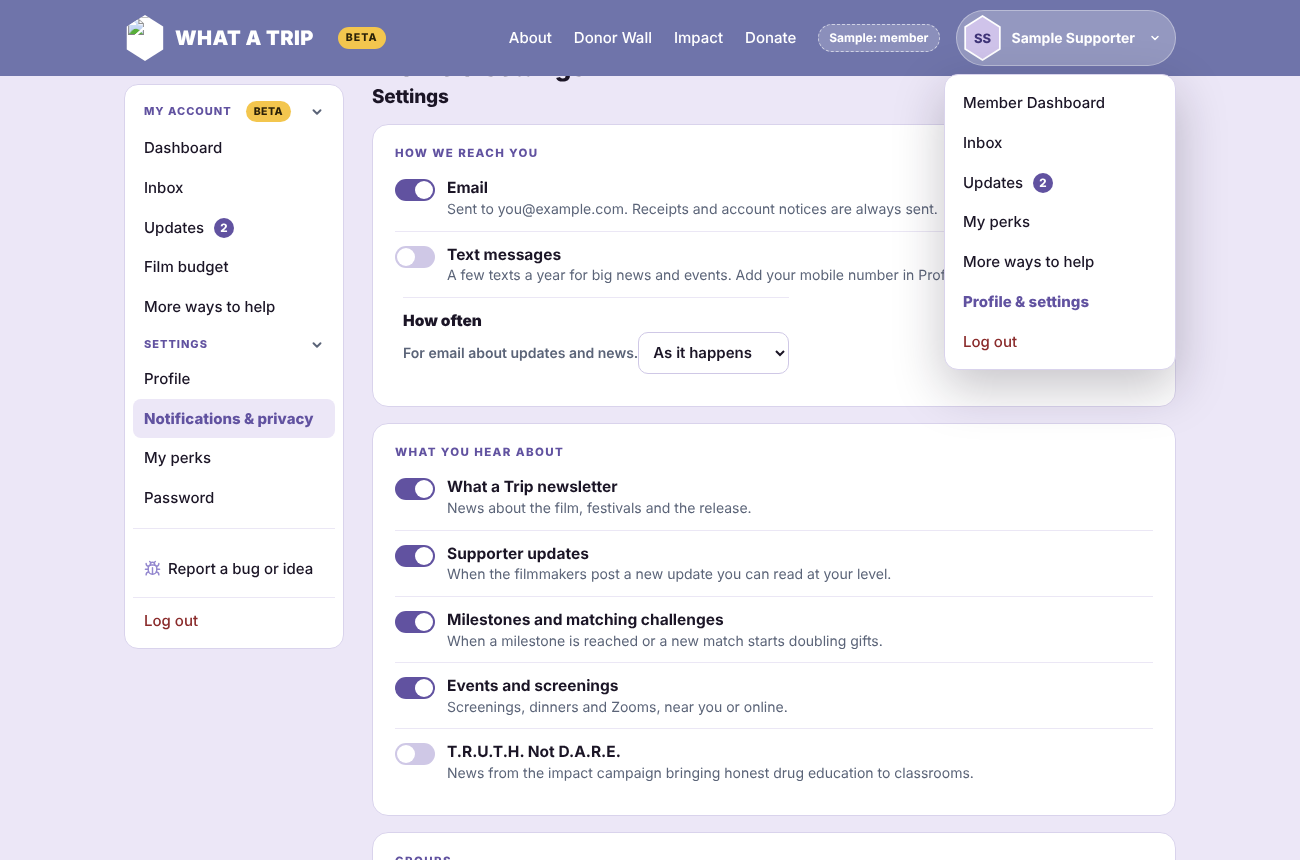 WHAT A TRIP
BETA
About
Donor Wall
Impact
Donate
Sample: member
SS
Sample Supporter
MY ACCOUNT
BETA
Dashboard
Inbox
Updates 2
Film budget
More ways to help
SETTINGS
Profile
Notifications & privacy
My perks
Password
Report a bug or idea
Log out
Settings
HOW WE REACH YOU
Email
Sent to you@example.com. Receipts and account notices are always sent.
Text messages
A few texts a year for big news and events. Add your mobile number in
How often
For email about updates and news.
As it happens
Member Dashboard
Inbox
Updates 2
My perks
More ways to help
Profile & settings
Log out
WHAT YOU HEAR ABOUT
What a Trip newsletter
News about the film, festivals and the release.
Supporter updates
When the filmmakers post a new update you can read at your level.
Milestones and matching challenges
When a milestone is reached or a new match starts doubling gifts.
Events and screenings
Screenings, dinners and Zooms, near you or online.
T.R.U.T.H. Not D.A.R.E.
News from the impact campaign bringing honest drug education to classrooms.